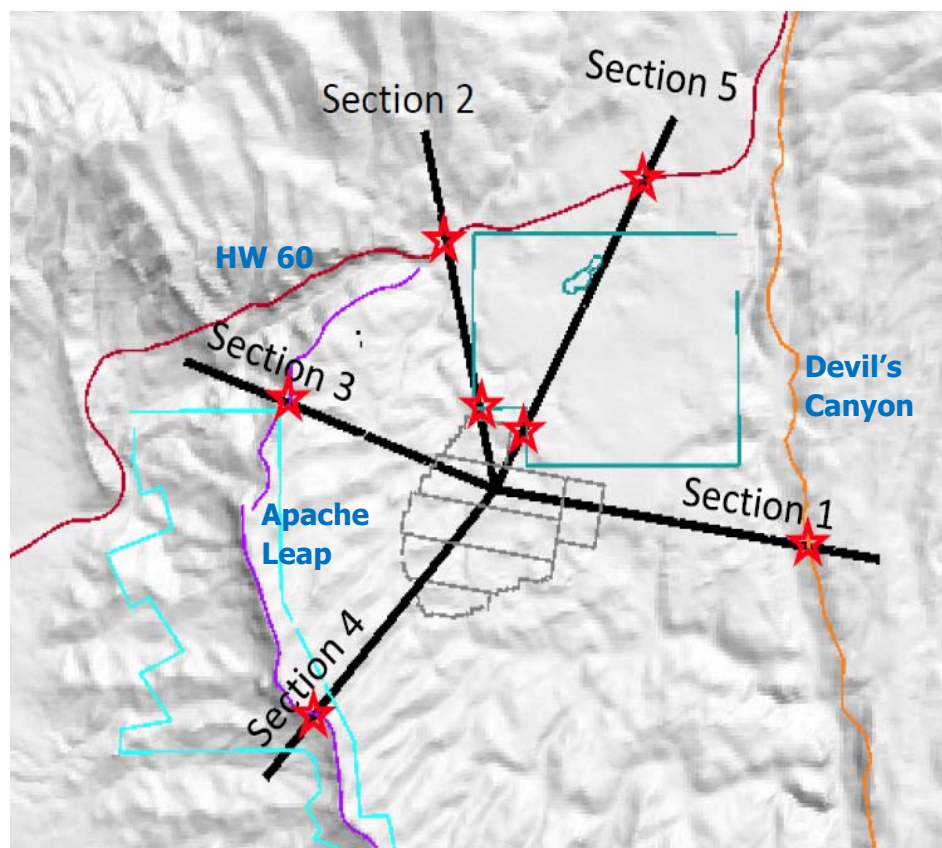 Section 5
Section 2
HW 60
Section 3
Devil's
Canyon
Section 1
Apache
Leap
Section 4